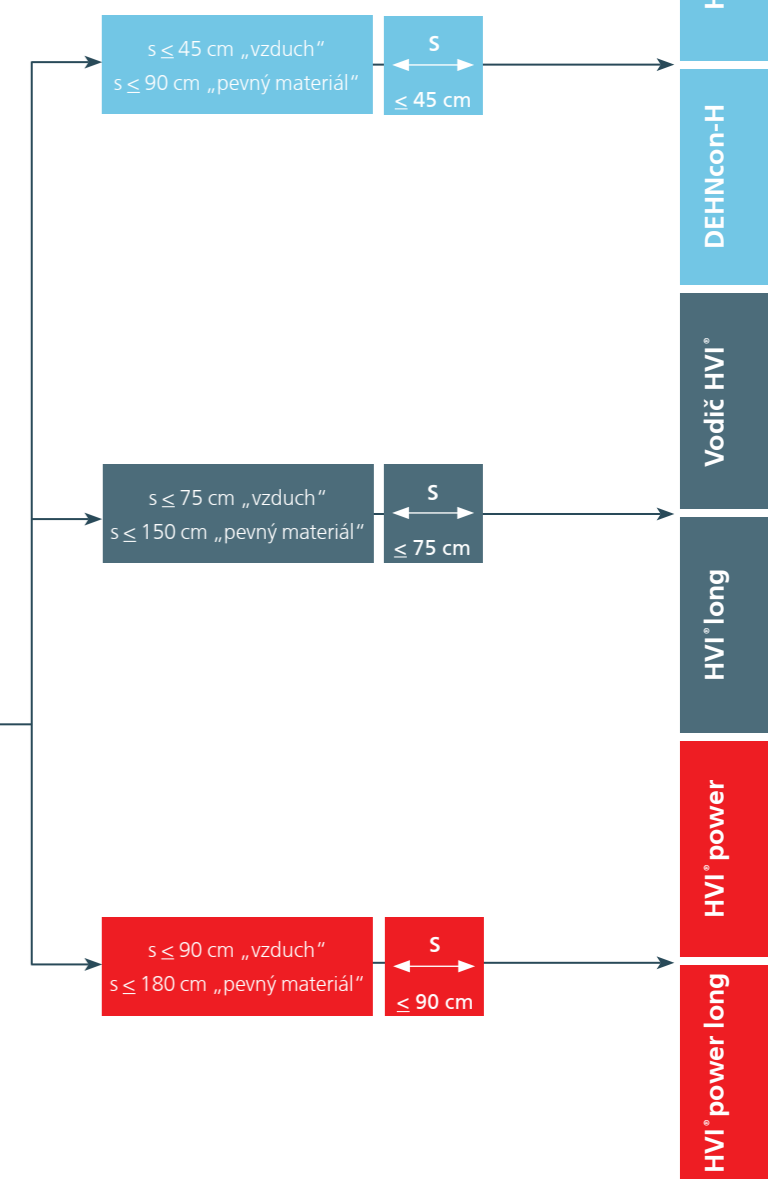 s ≤ 45 cm „vzduch“
s ≤ 90 cm „pevný materiál“
s
≤ 45 cm
DEHNcon-H
Vodič HVI®
s ≤ 75 cm „vzduch“
s ≤ 150 cm „pevný materiál“
s
≤ 75 cm
HVI® long
HVI® power
s ≤ 90 cm „vzduch“
s ≤ 180 cm „pevný materiál“
s
≤ 90 cm
HVI® power long